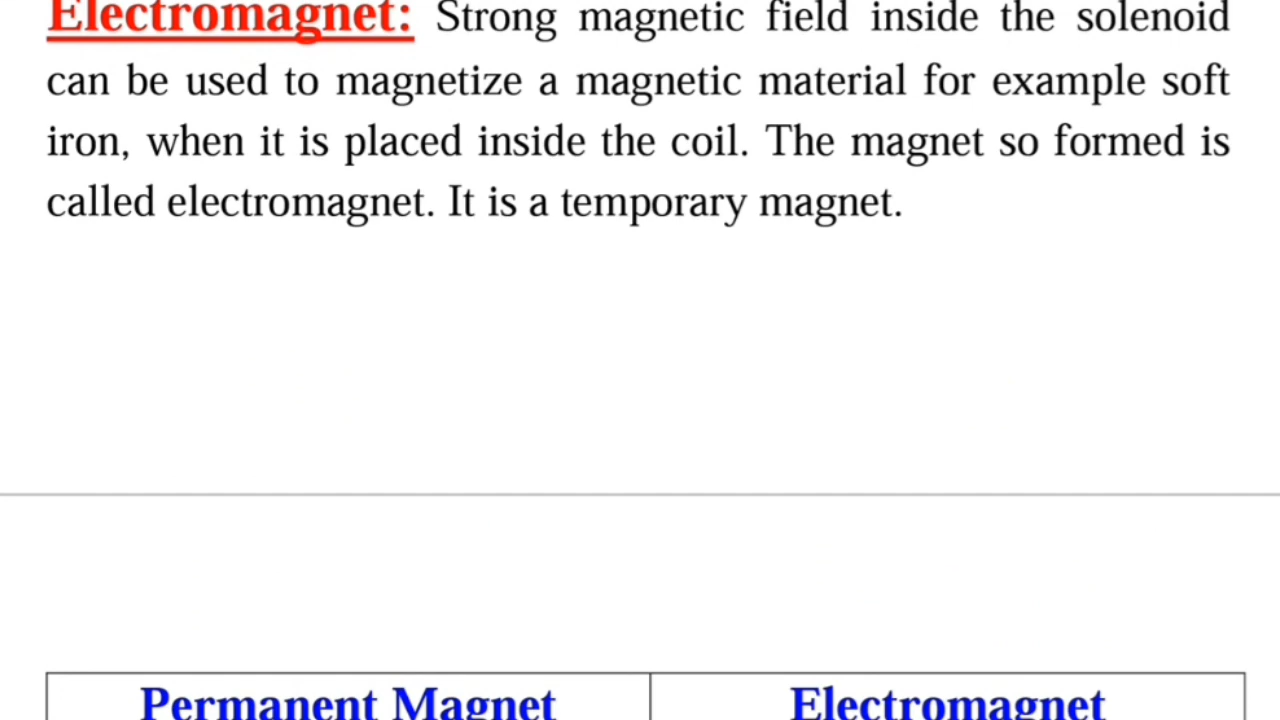 Electromagnet: Strong magnetic field inside the solenoid
can be used to magnetize a magnetic material for example soft
iron, when it is placed inside the coil. The magnet so formed is
called electromagnet. It is a temporary magnet.
Permanent Magnet Electromagnet